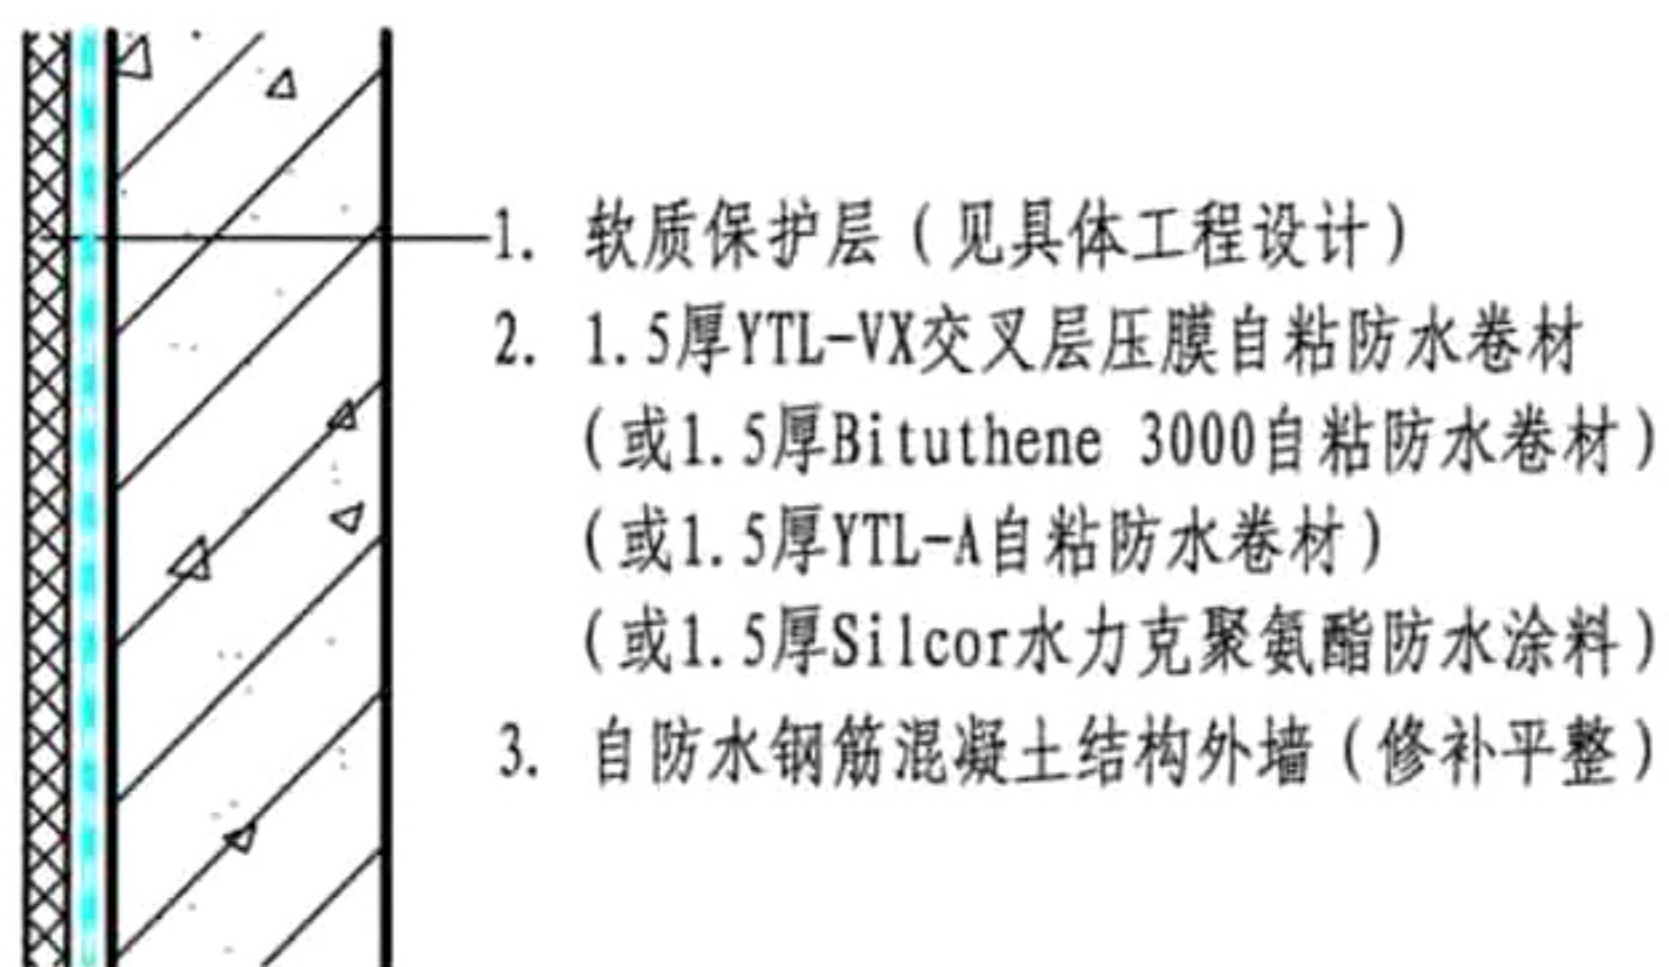 1. 软质保护层（见具体工程设计）
2. 1.5厚YTL-VX交叉层压膜自粘防水卷材
（或1.5厚Bituthene 3000自粘防水卷材）
（或1.5厚YTL-A自粘防水卷材）
（或1.5厚Silcor水力克聚氨酯防水涂料）
3. 自防水钢筋混凝土结构外墙（修补平整）